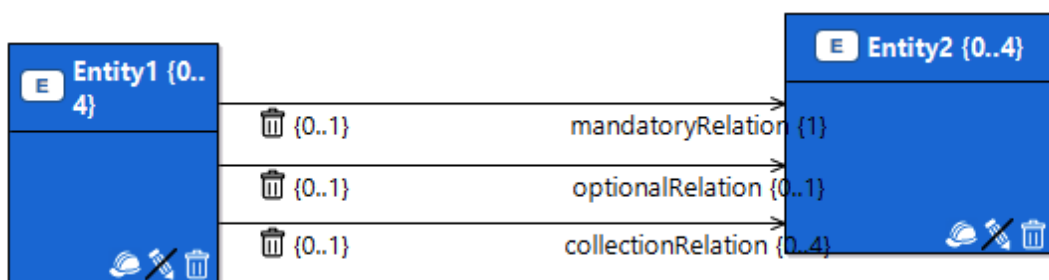 E Entity1 {0..
4}
E Entity2 {0..4}
{0..1} mandatoryRelation {1}
{0..1} optionalRelation {0..1}
{0..1} collectionRelation {0..4}